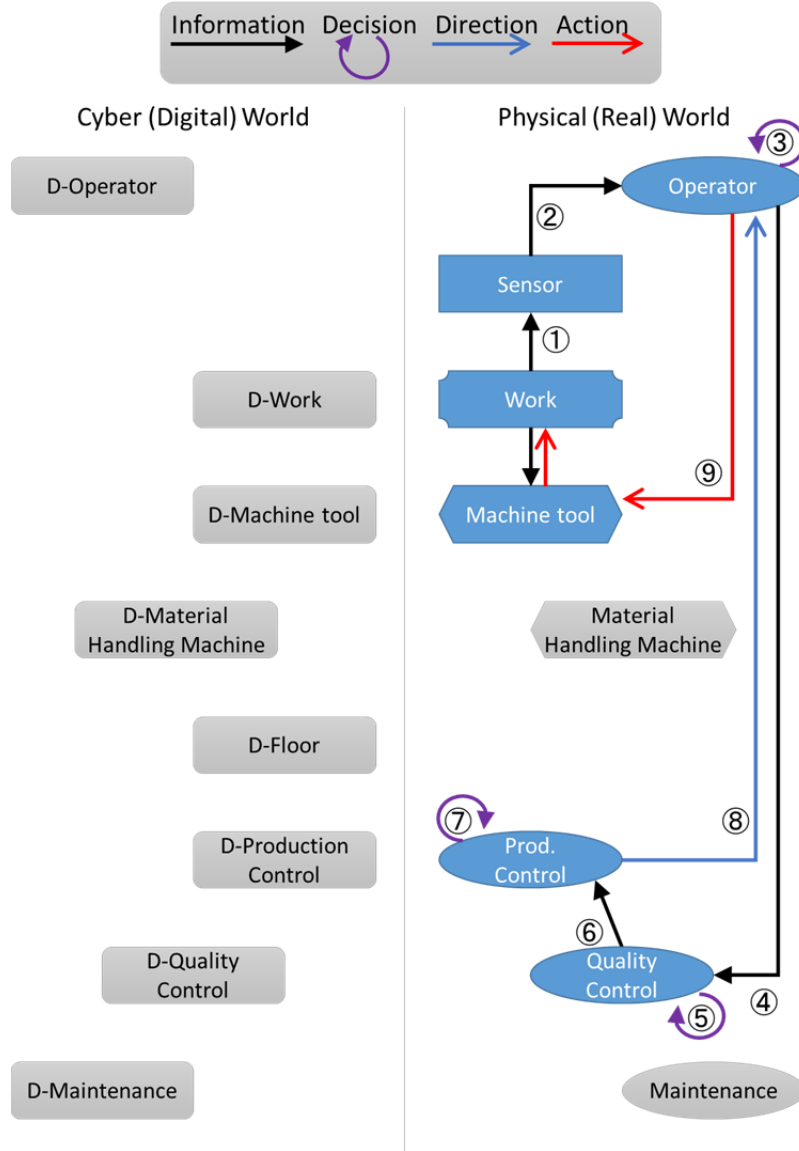 Information Decision Direction Action
Cyber (Digital) World
Physical (Real) World
③
D-Operator
Operator
②
Sensor
①
D-Work
Work
⑨
D-Machine tool
Machine tool
D-Material
Handling Machine
Material
Handling Machine
D-Floor
⑦
⑧
D-Production
Control
Prod.
Control
⑥
D-Quality
Control
Quality
Control
④
⑤
D-Maintenance
Maintenance